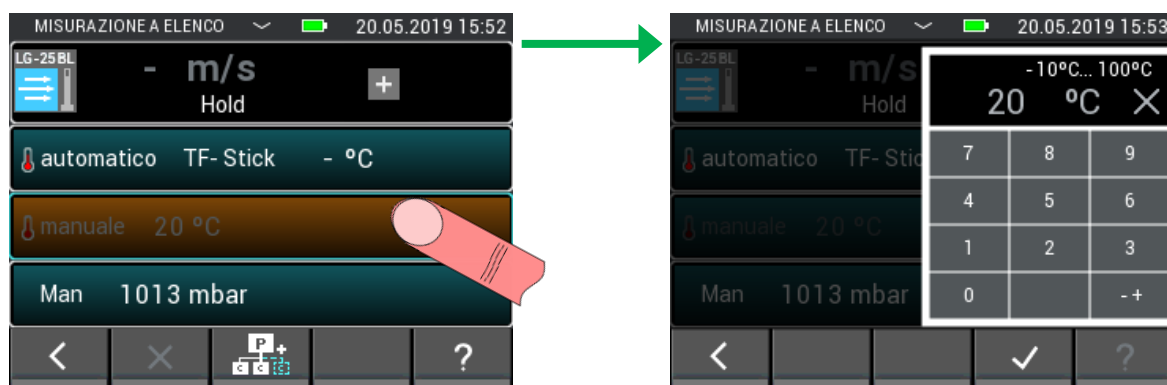 MISURAZIONE A ELENCO 20.05.2019 15:52
LG-25BL
- m/s
Hold
+
automatico TF- Stick - ºC
manuale 20 ºC
Man 1013 mbar
P +
c c c
?
MISURAZIONE A ELENCO 20.05.2019 15:53
LG-25BL
- m/s
Hold
automatico TF- Stic
manuale 20 ºC
Man 1013 mbar
-10ºC... 100ºC
20 ºC
7 8 9
4 5 6
1 2 3
0 - +
?